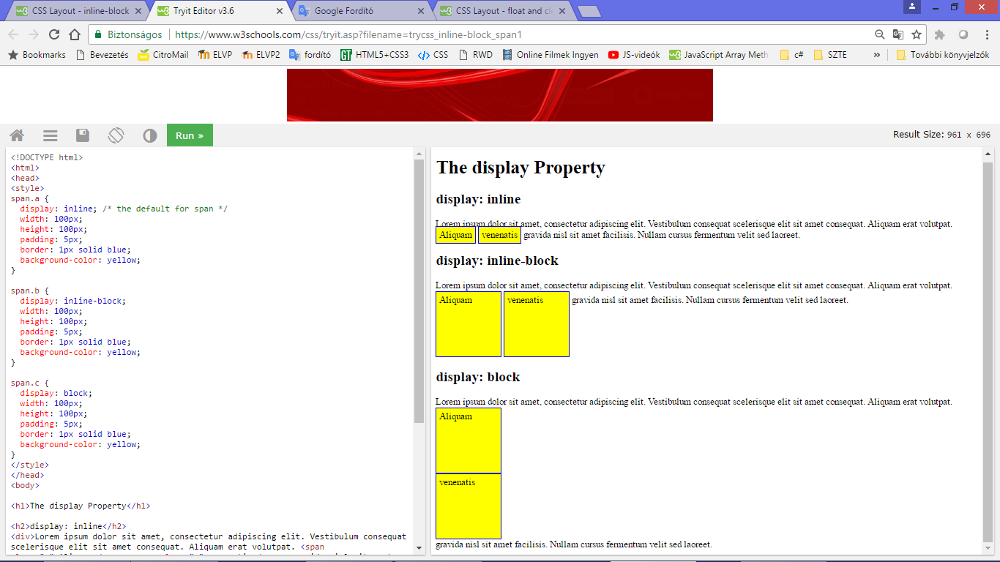 CSS Layout - inline-block
Tryit Editor v3.6
Google Fordító
CSS Layout - float and cl
Biztonságos
https://www.w3schools.com/css/tryit.asp?filename=trycss_inline-block_span1
Bookmarks
Bevezetés
CitroMail
ELVP
ELVP2
fordító
GT
HTML5+CSS3
CSS
RWD
Online Filmek Ingyen
JS-videók
JavaScript Array Meth
c#
SZTE
»
További könyvjelzők
Run »
Result Size: 961 x 696
<!DOCTYPE html>
<html>
<head>
<style>
span.a {
display: inline; /* the default for span */
width: 100px;
height: 100px;
padding: 5px;
border: 1px solid blue;
background-color: yellow;
}
span.b {
display: inline-block;
width: 100px;
height: 100px;
padding: 5px;
border: 1px solid blue;
background-color: yellow;
}
span.c {
display: block;
width: 100px;
height: 100px;
padding: 5px;
border: 1px solid blue;
background-color: yellow;
}
</style>
</head>
<body>
<h1>The display Property</h1>
<h2>display: inline</h2>
<div>Lorem ipsum dolor sit amet, consectetur adipiscing elit. Vestibulum consequat
scelerisque elit sit amet consequat. Aliquam erat volutpat. <span
The display Property
display: inline
Lorem ipsum dolor sit amet, consectetur adipiscing elit. Vestibulum consequat scelerisque elit sit amet consequat. Aliquam erat volutpat.
Aliquam venenatis gravida nisl sit amet facilisis. Nullam cursus fermentum velit sed laoreet.
display: inline-block
Lorem ipsum dolor sit amet, consectetur adipiscing elit. Vestibulum consequat scelerisque elit sit amet consequat. Aliquam erat volutpat.
Aliquam venenatis gravida nisl sit amet facilisis. Nullam cursus fermentum velit sed laoreet.
display: block
Lorem ipsum dolor sit amet, consectetur adipiscing elit. Vestibulum consequat scelerisque elit sit amet consequat. Aliquam erat volutpat.
Aliquam
venenatis
gravida nisl sit amet facilisis. Nullam cursus fermentum velit sed laoreet.